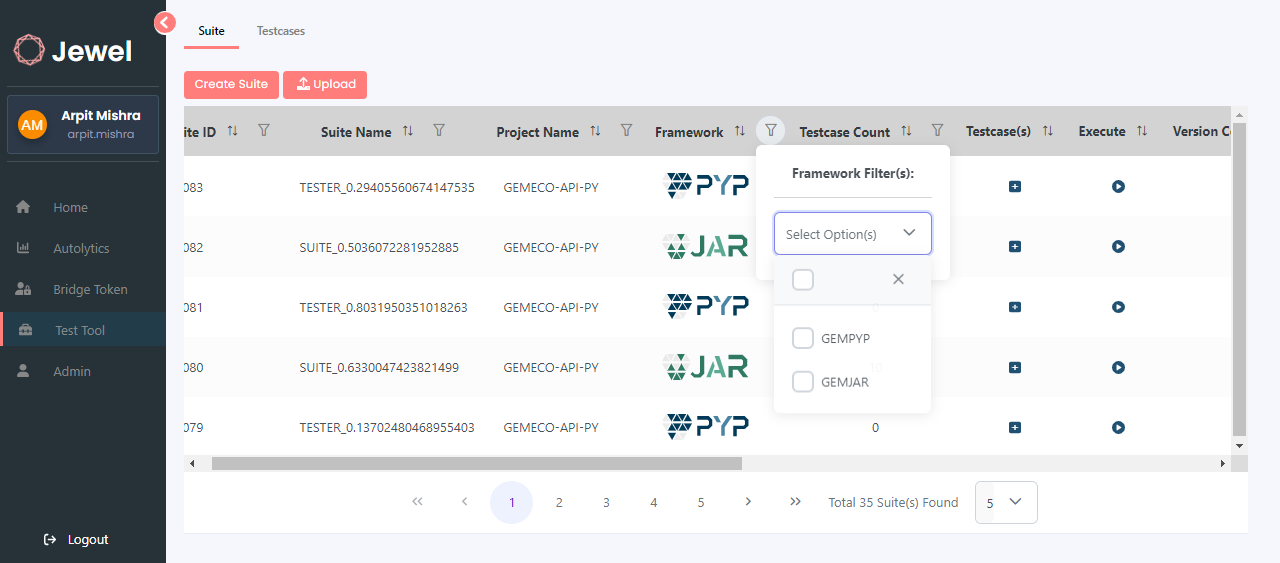 Suite Testcases
Jewel
Create Suite Upload
Arpit Mishra
AM
arpit.mishra
ite ID Suite Name Project Name Framework Testcase Count Testcase(s) Execute Version Co
Framework Filter(s):
083 TESTER_0.29405560674147535 GEMECO-API-PY PYP
Home
Select Option(s)
Autolytics
082 SUITE_0.5036072281952885 GEMECO-API-PY JAR
Bridge Token
081 TESTER_0.8031950351018263 GEMECO-API-PY PYP 0
Test Tool
GEMPYP
080 SUITE_0.6330047423821499 GEMECO-API-PY JAR 10
Admin
GEMJAR
079 TESTER_0.13702480468955403 GEMECO-API-PY PYP 0
1 2 3 4 5 Total 35 Suite(s) Found 5
Logout